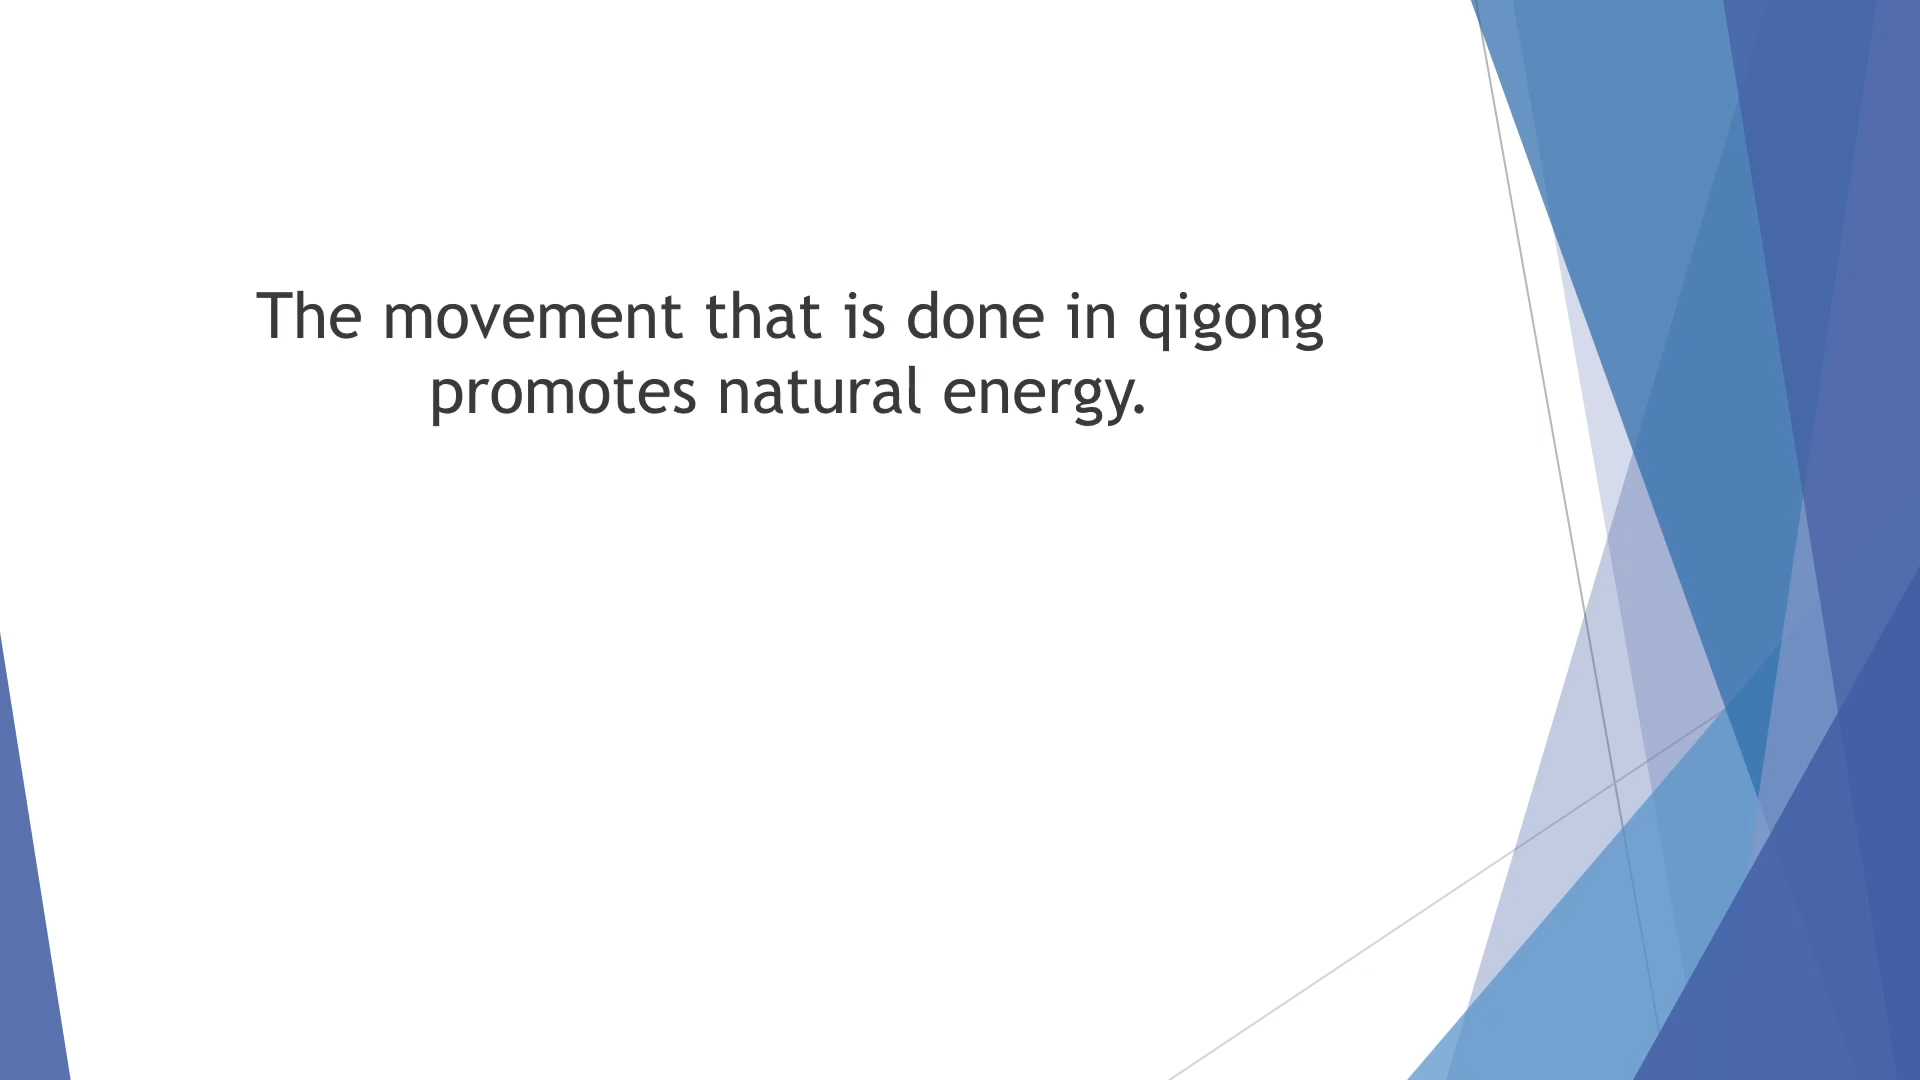 The movement that is done in qigong
promotes natural energy.